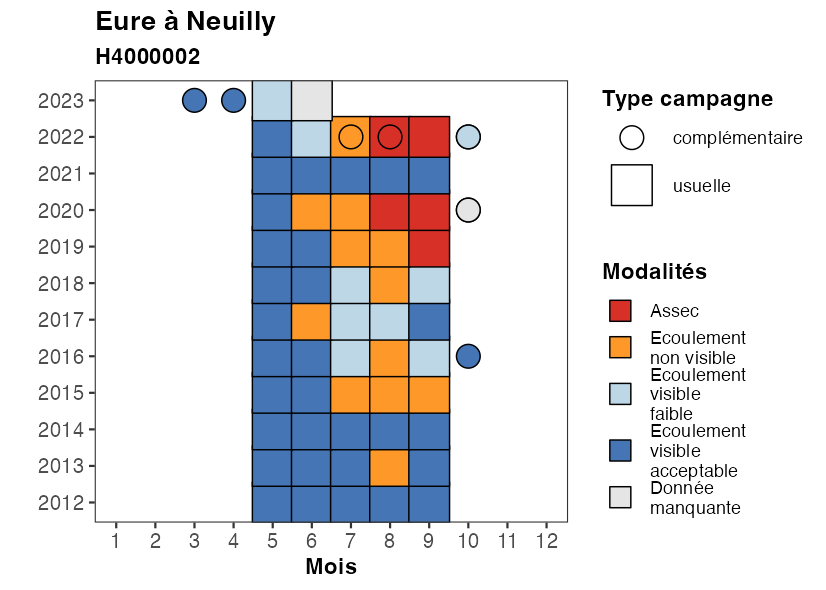 Eure à Neuilly
H4000002
2023
2022
2021
2020
2019
2018
2017
2016
2015
2014
2013
2012
1 2 3 4 5 6 7 8 9 10 11 12
Mois
Type campagne
complémentaire
usuelle
Modalités
Assec
Ecoulement
non visible
Ecoulement
visible
faible
Ecoulement
visible
acceptable
Donnée
manquante